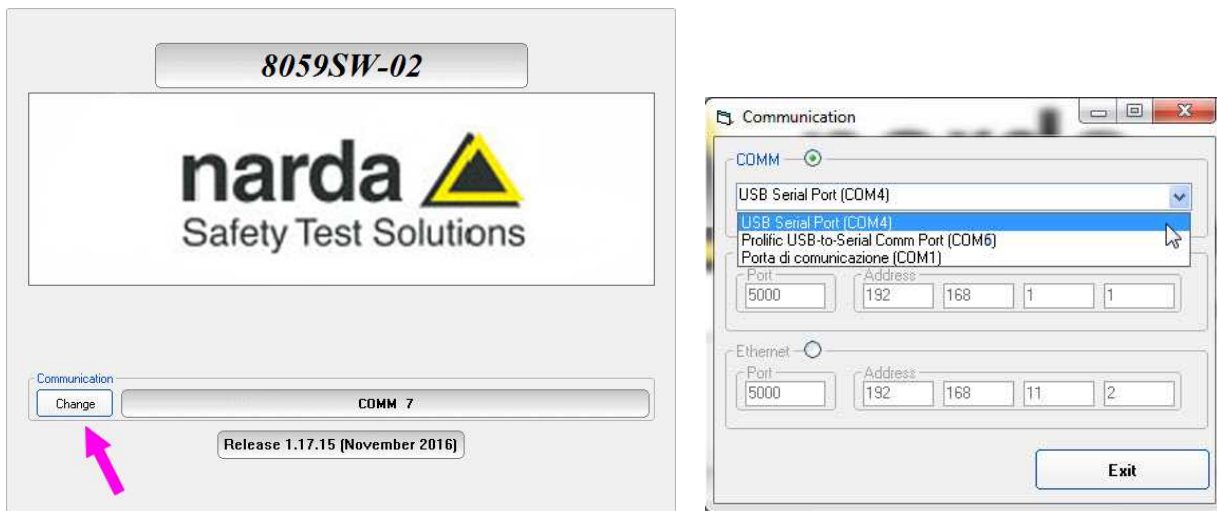 8059SW-02
narda
Safety Test Solutions
Communication
Change
COMM 7
Release 1.17.15 (November 2016)
Communication
COMM
USB Serial Port (COM4)
USB Serial Port (COM4)
Prolific USB-to-Serial Comm Port (COM6)
Porta di comunicazione (COM1)
Port
Address
5000
192
168
1
1
Ethernet
Port
Address
5000
192
168
11
2
Exit